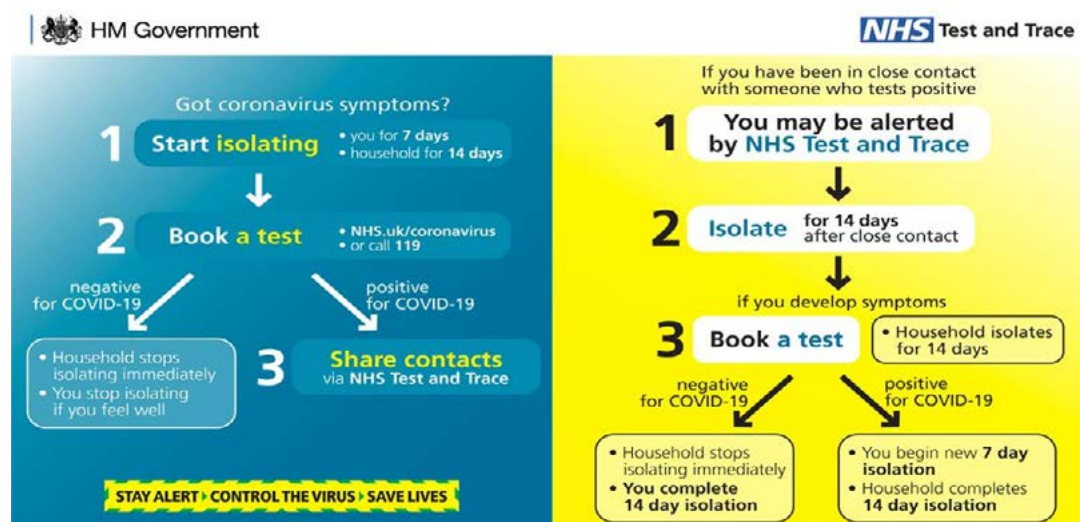 HM Government
NHS Test and Trace
Got coronavirus symptoms?
1
Start isolating
• you for 7 days
• household for 14 days
2
Book a test
• NHS.uk/coronavirus
• or call 119
negative
for COVID-19
positive
for COVID-19
• Household stops
isolating immediately
• You stop isolating
if you feel well
3
Share contacts
via NHS Test and Trace
STAY ALERT CONTROL THE VIRUS SAVE LIVES
If you have been in close contact
with someone who tests positive
1
You may be alerted
by NHS Test and Trace
2
Isolate
for 14 days
after close contact
if you develop symptoms
3
Book a test
• Household isolates
for 14 days
negative
for COVID-19
positive
for COVID-19
• Household stops
isolating immediately
• You complete
14 day isolation
• You begin new 7 day
isolation
• Household completes
14 day isolation